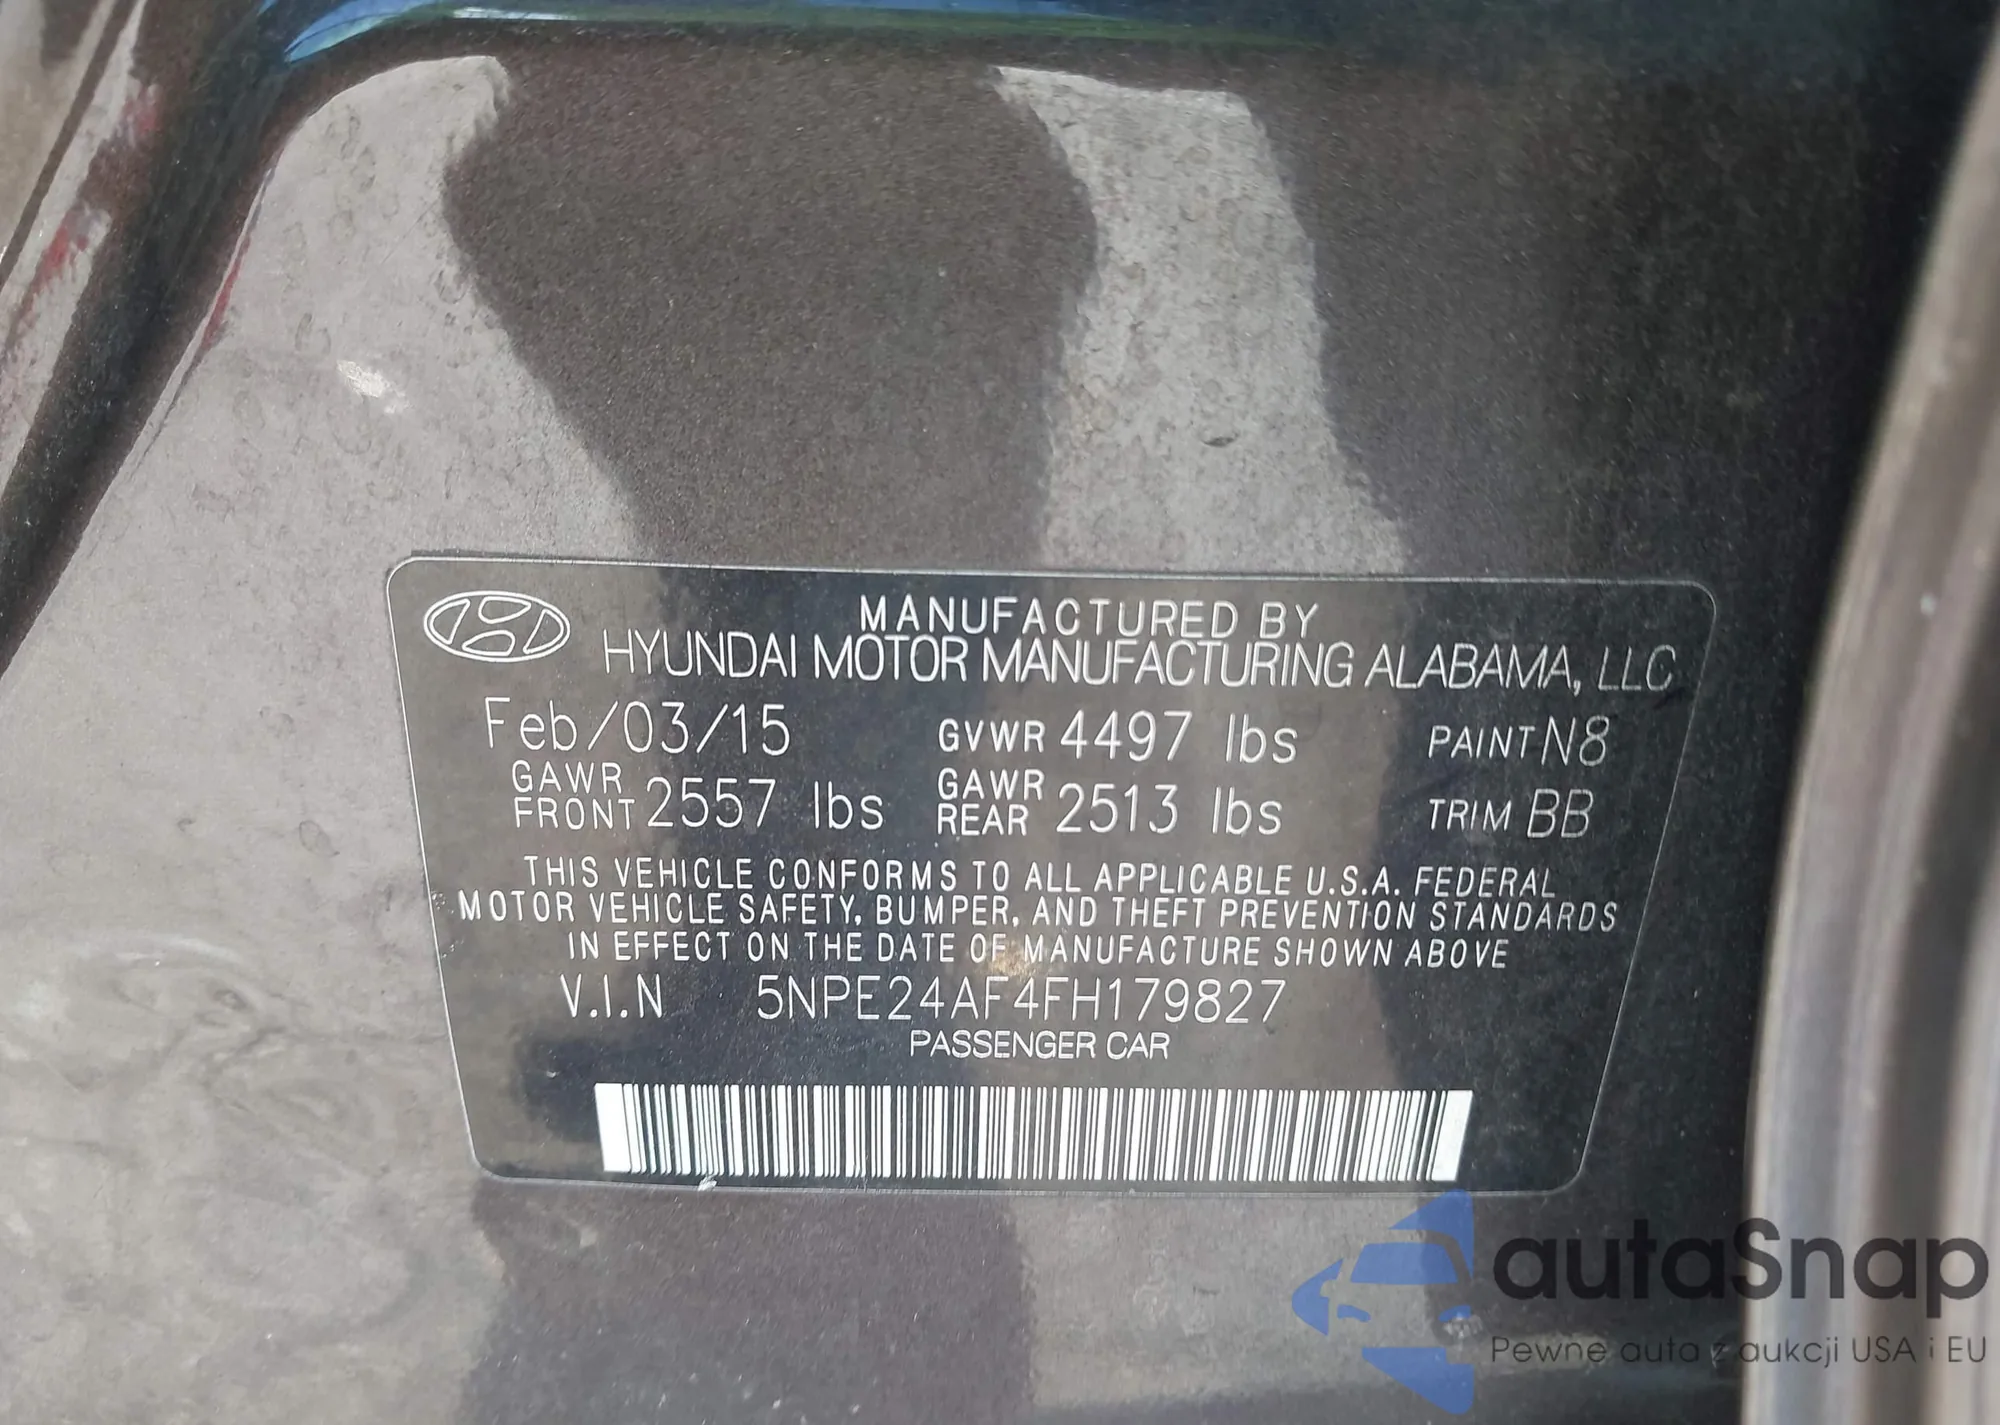 MANUFACTURED BY
HYUNDAI MOTOR MANUFACTURING ALABAMA, LLC
Feb/03/15 GVWR 4497 lbs PAINT N8
GAWR FRONT 2557 lbs GAWR REAR 2513 lbs TRIM BB
THIS VEHICLE CONFORMS TO ALL APPLICABLE U.S.A. FEDERAL
MOTOR VEHICLE SAFETY, BUMPER, AND THEFT PREVENTION STANDARDS
IN EFFECT ON THE DATE OF MANUFACTURE SHOWN ABOVE
V.I.N 5NPE24AF4FH179827
PASSENGER CAR
autaSnap
Pewne auta z aukcji USA i EU